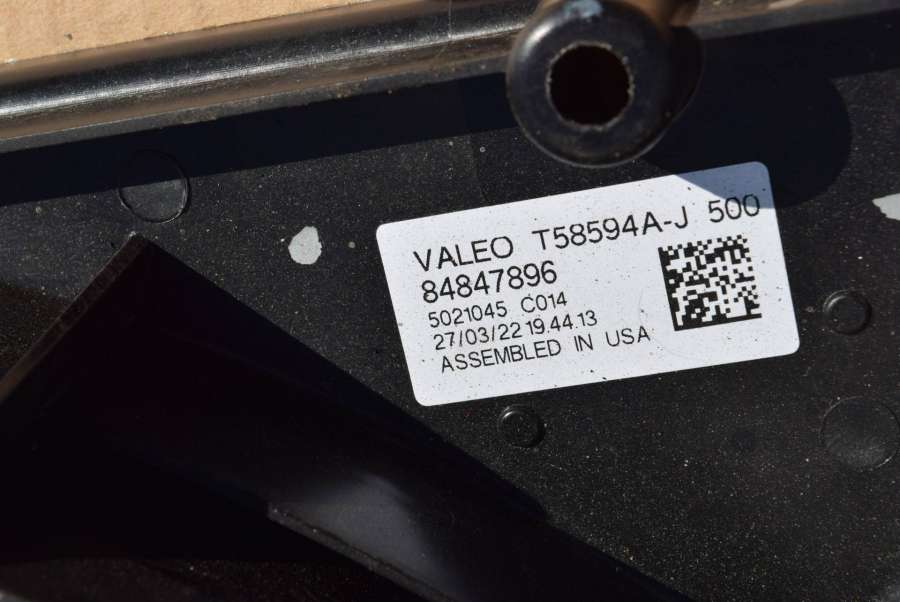 VALEO T58594A-J 500
84847896
5021045 C014
27/03/22 19.44.13
ASSEMBLED IN USA